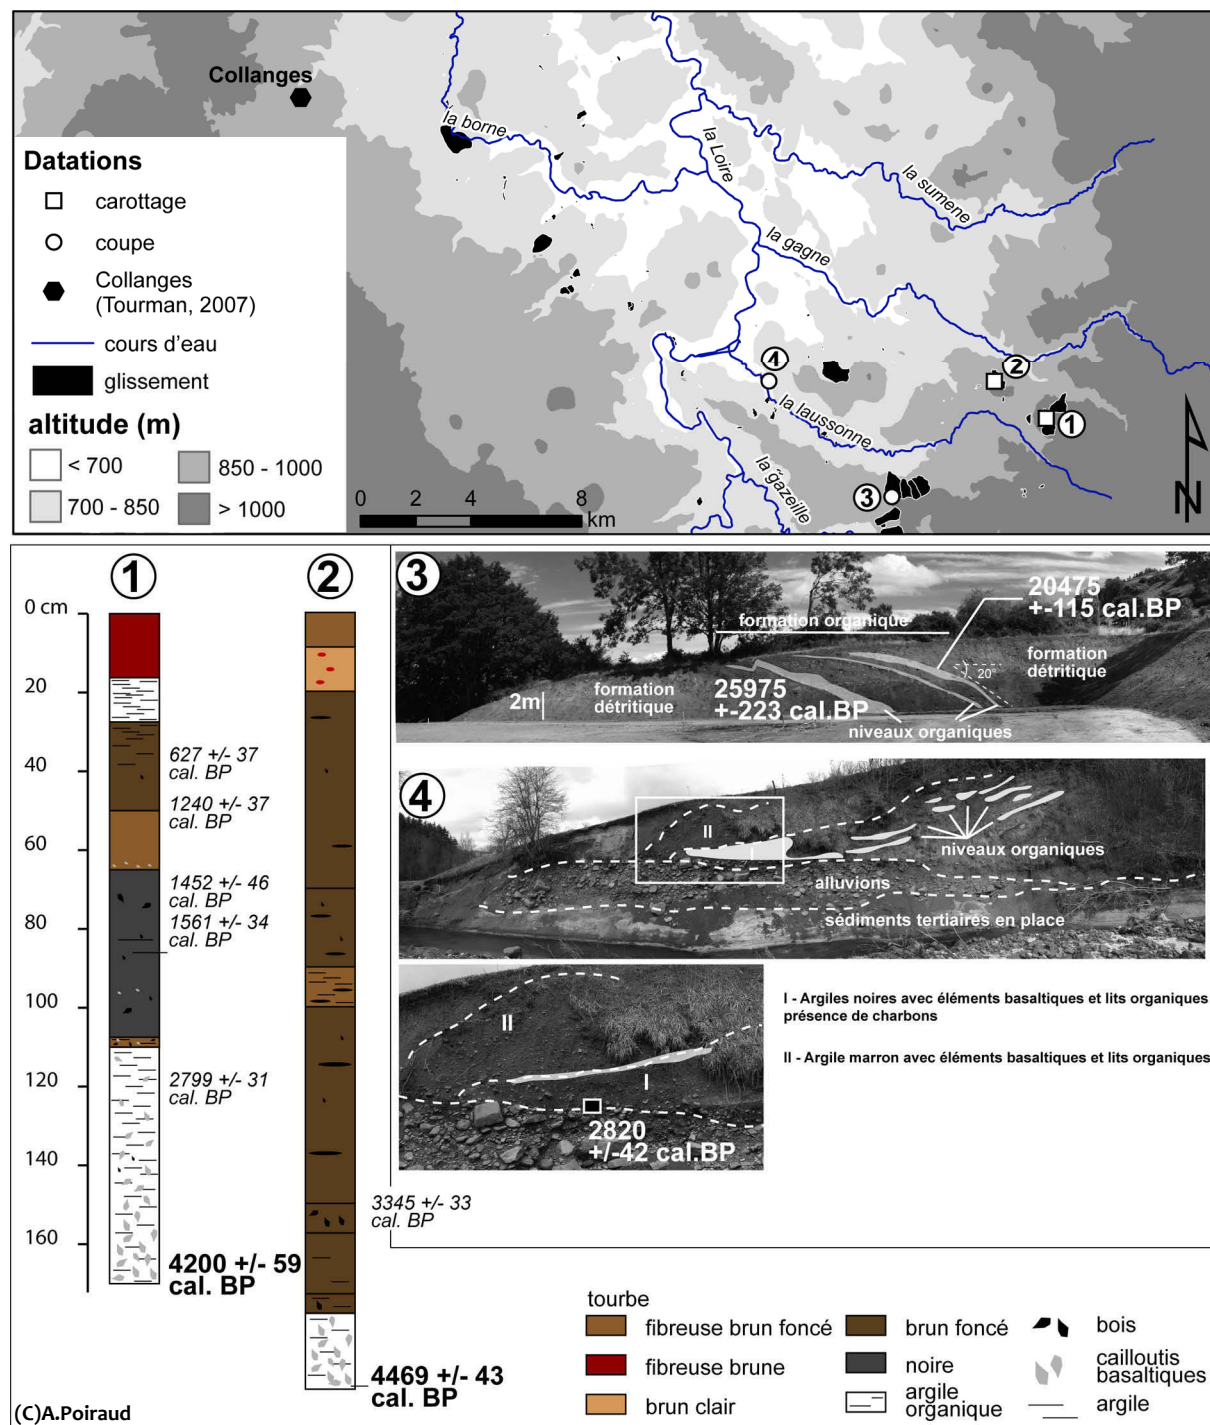 Collanges
la borne
la Loire
la sumene
la gagne
la laussonne
la gazeille
Datations
carottage
coupe
Collanges
(Tourman, 2007)
cours d'eau
glissement
altitude (m)
< 700
850 - 1000
700 - 850
> 1000
0 4 8
2 6
km
N
4
2
1
3
1
2
0 cm
20
40
60
80
100
120
140
160
627 +/- 37
cal. BP
1240 +/- 37
cal. BP
1452 +/- 46
cal. BP
1561 +/- 34
cal. BP
2799 +/- 31
cal. BP
4200 +/- 59
cal. BP
3345 +/- 33
cal. BP
4469 +/- 43
cal. BP
3
20475
+-115 cal.BP
formation organique
formation
détritique
20°
formation
détritique
2m
25975
+-223 cal.BP
niveaux organiques
4
II
I
niveaux organiques
alluvions
sédiments tertiaires en place
II
I
2820
+/-42 cal.BP
I - Argiles noires avec éléments basaltiques et lits organiques
présence de charbons
II - Argile marron avec éléments basaltiques et lits organiques
tourbe
fibreuse brun foncé
brun foncé
bois
fibreuse brune
noire
cailloutis
basaltiques
brun clair
argile
organique
argile
(C)A.Poiraud